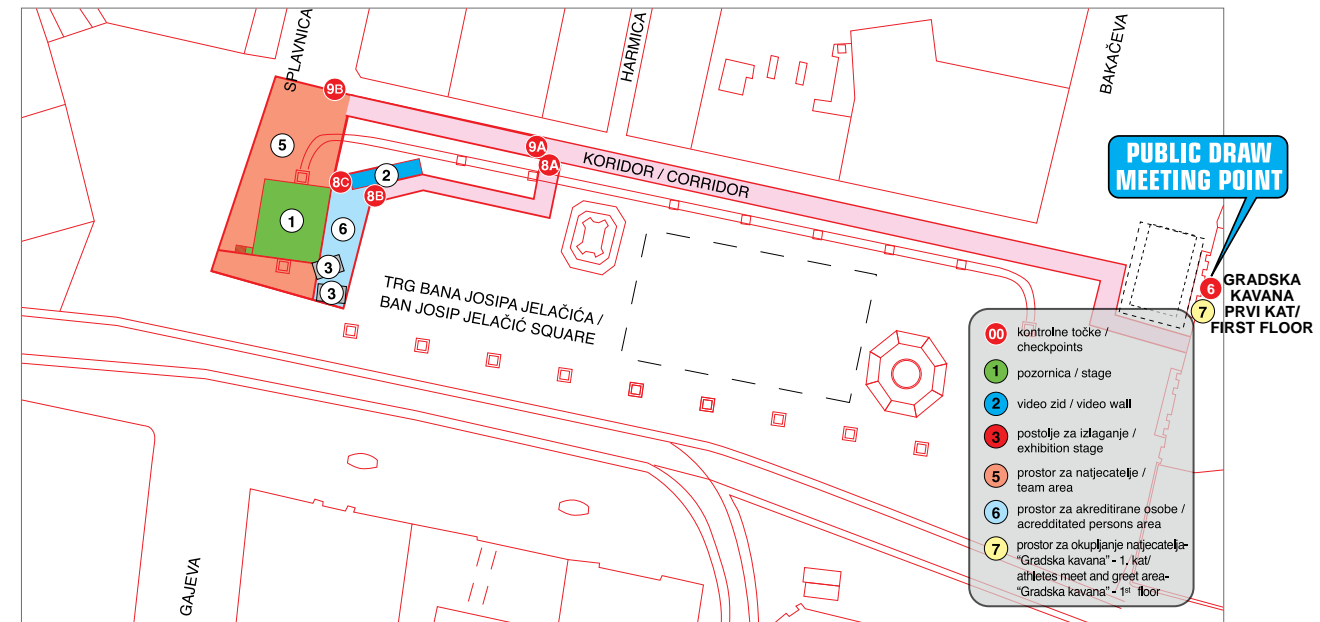 SPLAVNICA
HARMICA
BAKAČEVA
9B
5
9A
8A
KORIDOR / CORRIDOR
PUBLIC DRAW
MEETING POINT
8C
2
8B
1
6
3
3
TRG BANA JOSIPA JELAČIĆA /
BAN JOSIP JELAČIĆ SQUARE
6
7
GRADSKA
KAVANA
PRVI KAT/
FIRST FLOOR
00 kontrolne točke /
checkpoints
1 pozornica / stage
2 video zid / video wall
3 postolje za izlaganje /
exhibition stage
5 prostor za natjecatelje /
team area
6 prostor za akreditirane osobe /
acredditated persons area
7 prostor za okupljanje natjecatelja-
“Gradska kavana” - 1. kat/
athletes meet and greet area-
“Gradska kavana” - 1st floor
GAJEVA